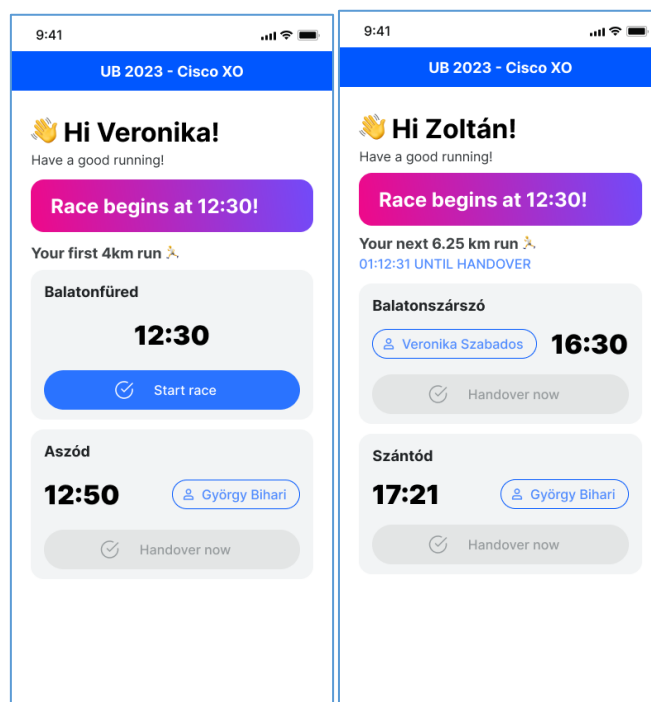 9:41
UB 2023 - Cisco XO
👋 Hi Veronika!
Have a good running!
Race begins at 12:30!
Your first 4km run 🏃
Balatonfüred
12:30
Start race
Aszód
12:50
György Bihari
Handover now
9:41
UB 2023 - Cisco XO
👋 Hi Zoltán!
Have a good running!
Race begins at 12:30!
Your next 6.25 km run 🏃
01:12:31 UNTIL HANDOVER
Balatonszárszó
Veronika Szabados
16:30
Handover now
Szántód
17:21
György Bihari
Handover now